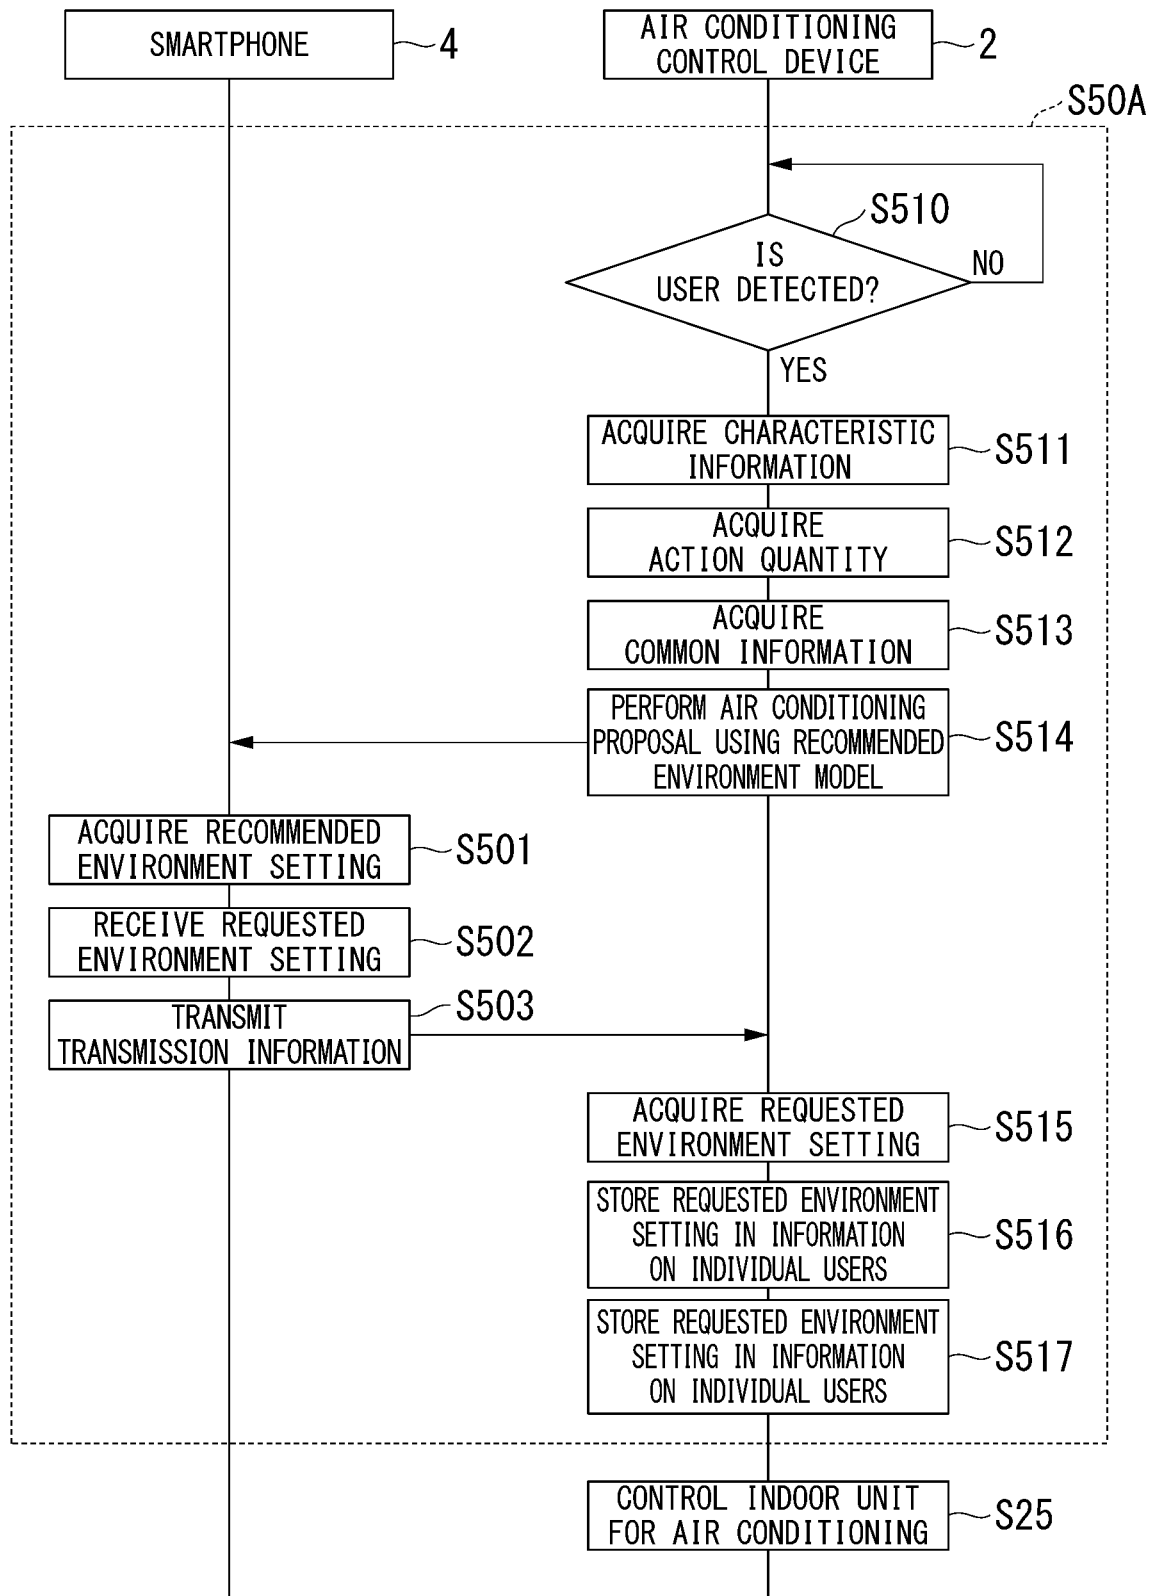 SMARTPHONE
4
AIR CONDITIONING
CONTROL DEVICE
2
S50A
S510
IS
USER DETECTED?
NO
YES
ACQUIRE CHARACTERISTIC
INFORMATION
S511
ACQUIRE
ACTION QUANTITY
S512
ACQUIRE
COMMON INFORMATION
S513
PERFORM AIR CONDITIONING
PROPOSAL USING RECOMMENDED
ENVIRONMENT MODEL
S514
ACQUIRE RECOMMENDED
ENVIRONMENT SETTING
S501
RECEIVE REQUESTED
ENVIRONMENT SETTING
S502
TRANSMIT
TRANSMISSION INFORMATION
S503
ACQUIRE REQUESTED
ENVIRONMENT SETTING
S515
STORE REQUESTED ENVIRONMENT
SETTING IN INFORMATION
ON INDIVIDUAL USERS
S516
STORE REQUESTED ENVIRONMENT
SETTING IN INFORMATION
ON INDIVIDUAL USERS
S517
CONTROL INDOOR UNIT
FOR AIR CONDITIONING
S25